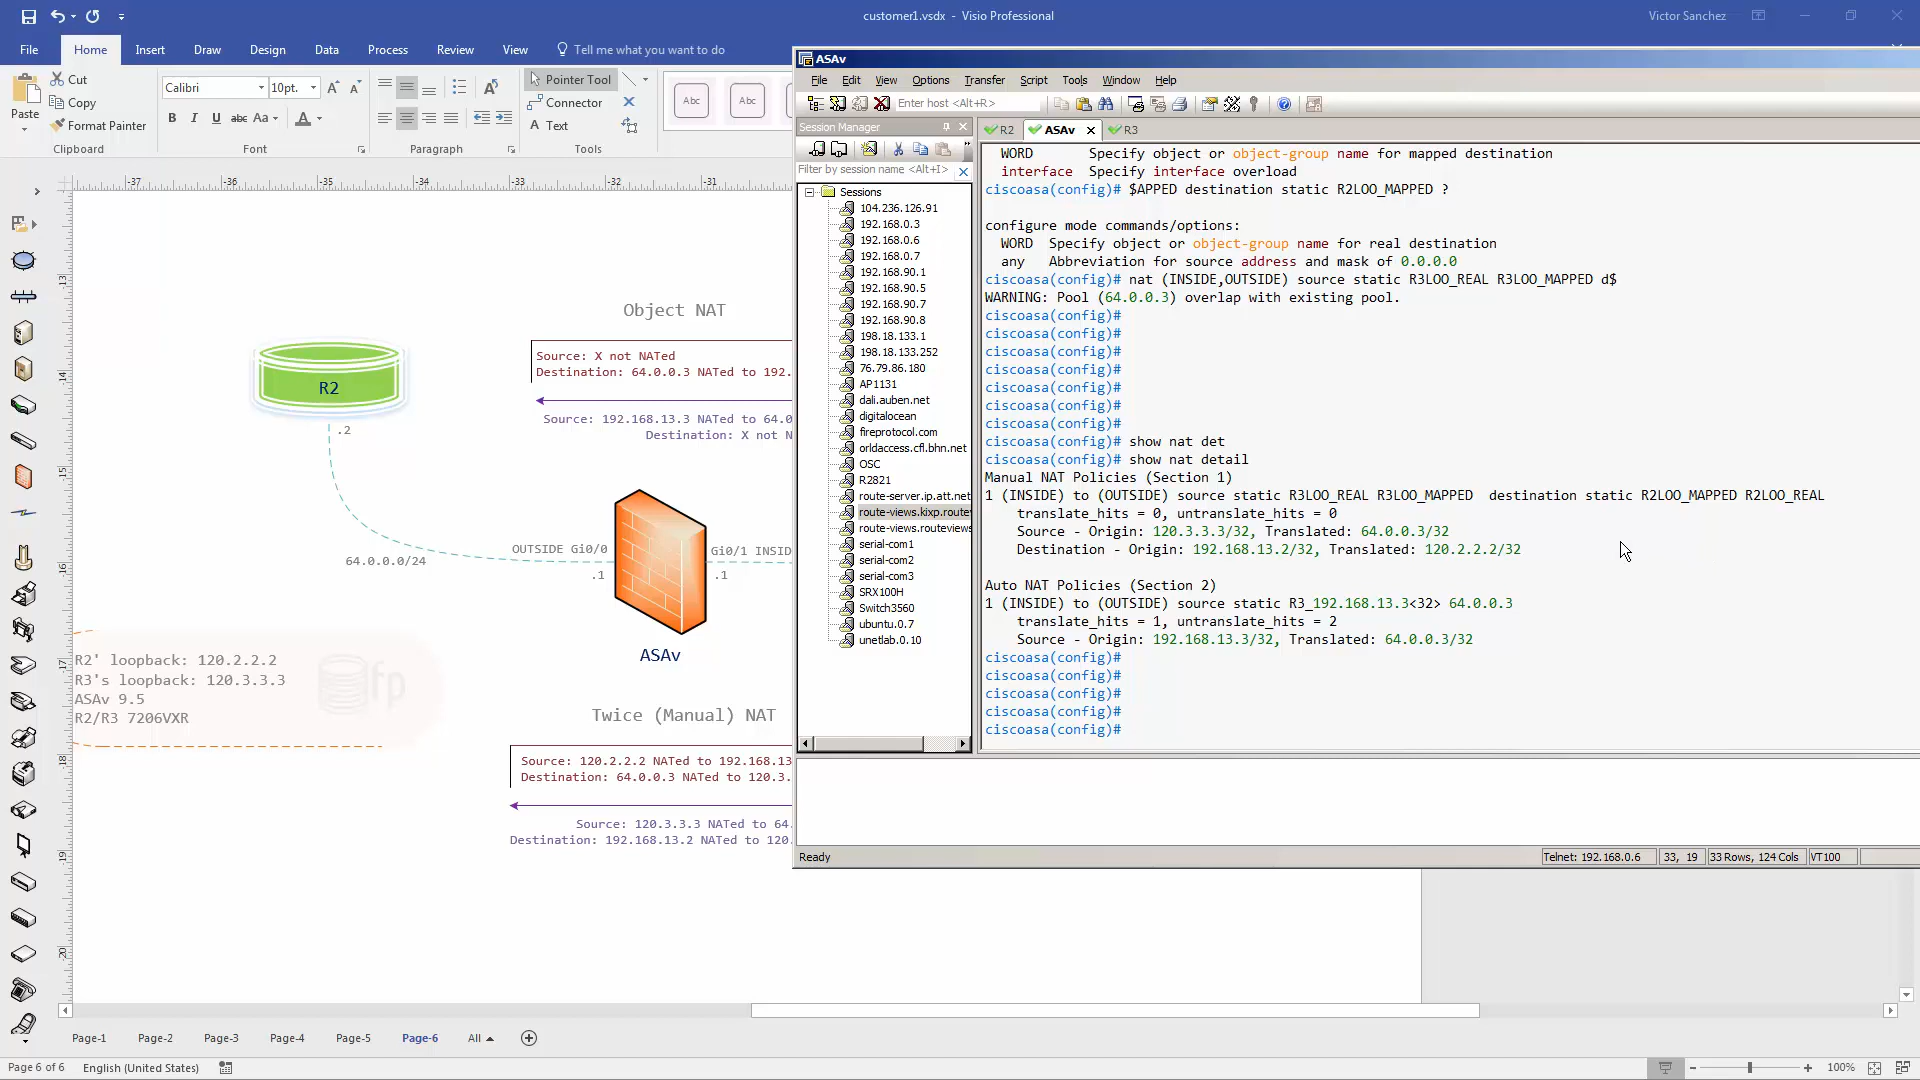 customer1.vsdx - Visio Professional
Victor Sanchez
File Home Insert Draw Design Data Process Review View Tell me what you want to do
Paste
Cut
Copy
Format Painter
Clipboard
Calibri 10pt.
B I U abc Aa A
Font
Paragraph
Pointer Tool
Connector
Text
Tools
Abc Abc
-37 -36 -35 -34 -33 -32 -31
-13
-14
-15
-16
-17
-18
-19
-20
Object NAT
Source: X not NATed
Destination: 64.0.0.3 NATed to 192.
Source: 192.168.13.3 NATed to 64.0
Destination: X not N
R2
.2
64.0.0.0/24
OUTSIDE Gi0/0
.1
Gi0/1 INSID
.1
ASAv
R2' loopback: 120.2.2.2
R3's loopback: 120.3.3.3
ASAv 9.5
R2/R3 7206VXR
fp
Twice (Manual) NAT
Source: 120.2.2.2 NATed to 192.168.13
Destination: 64.0.0.3 NATed to 120.3.
Source: 120.3.3.3 NATed to 64.
Destination: 192.168.13.2 NATed to 120.
ASAv
File Edit View Options Transfer Script Tools Window Help
Enter host <Alt+R>
Session Manager
Filter by session name <Alt+I>
Sessions
104.236.126.91
192.168.0.3
192.168.0.6
192.168.0.7
192.168.90.1
192.168.90.5
192.168.90.7
192.168.90.8
198.18.133.1
198.18.133.252
76.79.86.180
AP1131
dali.auben.net
digitalocean
fireprotocol.com
orldaccess.cfl.bhn.net
OSC
R2821
route-server.ip.att.net
route-views.kixp.routev
route-views.routeviews
serial-com1
serial-com2
serial-com3
SRX100H
Switch3560
ubuntu.0.7
unetlab.0.10
R2 ASAv R3
WORD Specify object or object-group name for mapped destination
interface Specify interface overload
ciscoasa(config)# $APPED destination static R2LOO_MAPPED ?
configure mode commands/options:
WORD Specify object or object-group name for real destination
any Abbreviation for source address and mask of 0.0.0.0
ciscoasa(config)# nat (INSIDE,OUTSIDE) source static R3LOO_REAL R3LOO_MAPPED d$
WARNING: Pool (64.0.0.3) overlap with existing pool.
ciscoasa(config)#
ciscoasa(config)#
ciscoasa(config)#
ciscoasa(config)#
ciscoasa(config)#
ciscoasa(config)#
ciscoasa(config)#
ciscoasa(config)# show nat det
ciscoasa(config)# show nat detail
Manual NAT Policies (Section 1)
1 (INSIDE) to (OUTSIDE) source static R3LOO_REAL R3LOO_MAPPED destination static R2LOO_MAPPED R2LOO_REAL
translate_hits = 0, untranslate_hits = 0
Source - Origin: 120.3.3.3/32, Translated: 64.0.0.3/32
Destination - Origin: 192.168.13.2/32, Translated: 120.2.2.2/32
Auto NAT Policies (Section 2)
1 (INSIDE) to (OUTSIDE) source static R3_192.168.13.3<32> 64.0.0.3
translate_hits = 1, untranslate_hits = 2
Source - Origin: 192.168.13.3/32, Translated: 64.0.0.3/32
ciscoasa(config)#
ciscoasa(config)#
ciscoasa(config)#
ciscoasa(config)#
ciscoasa(config)#
Ready
Telnet: 192.168.0.6 33, 19 33 Rows, 124 Cols VT100
Page-1 Page-2 Page-3 Page-4 Page-5 Page-6 All
Page 6 of 6 English (United States)
100%